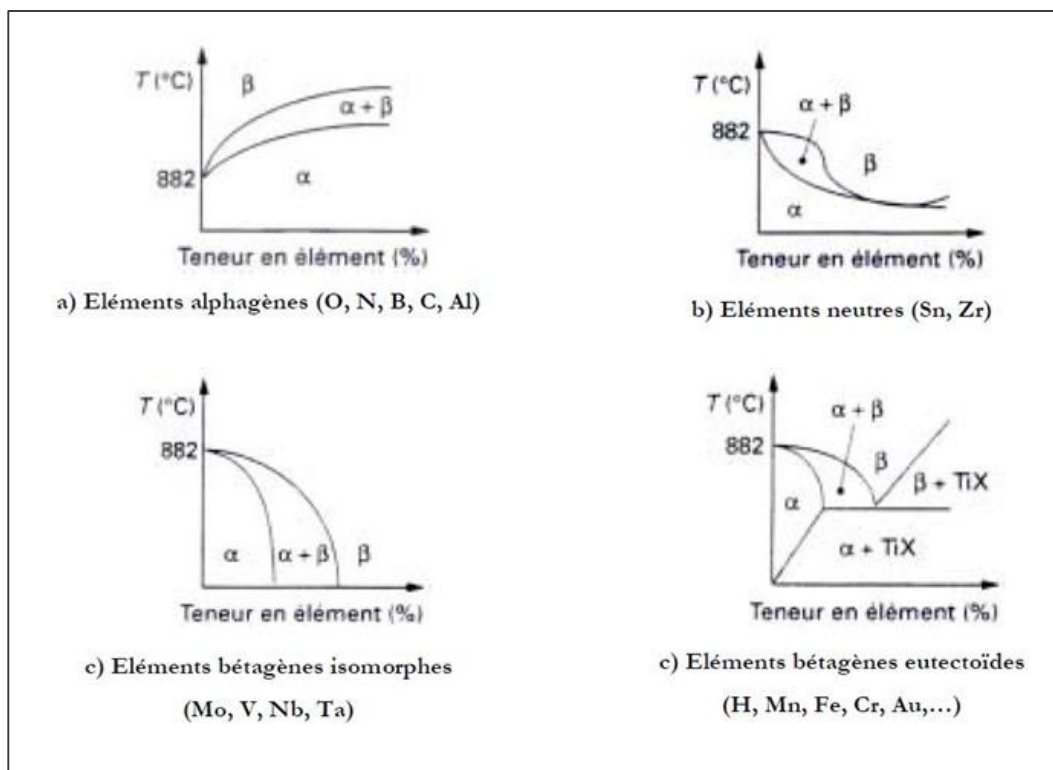 T (°C)
β
α + β
882
α
Teneur en élément (%)
a) Eléments alphagènes (O, N, B, C, Al)
T (°C)
α + β
882
β
α
Teneur en élément (%)
b) Eléments neutres (Sn, Zr)
T (°C)
882
α
α + β
β
Teneur en élément (%)
c) Eléments bétagènes isomorphes
(Mo, V, Nb, Ta)
T (°C)
α + β
882
β
β + TiX
α
α + TiX
Teneur en élément (%)
c) Eléments bétagènes eutectoïdes
(H, Mn, Fe, Cr, Au,…)